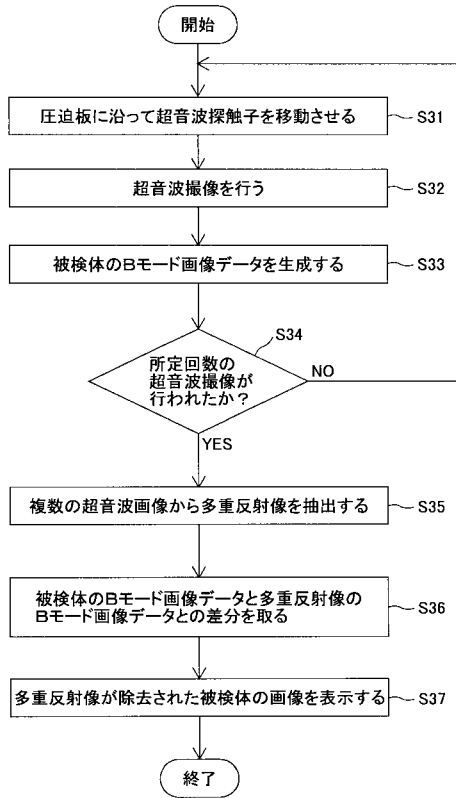 開始
圧迫板に沿って超音波探触子を移動させる
S31
超音波撮像を行う
S32
被検体のBモード画像データを生成する
S33
S34
所定回数の
超音波撮像が
行われたか？
NO
YES
複数の超音波画像から多重反射像を抽出する
S35
被検体のBモード画像データと多重反射像の
Bモード画像データとの差分を取る
S36
多重反射像が除去された被検体の画像を表示する
S37
終了